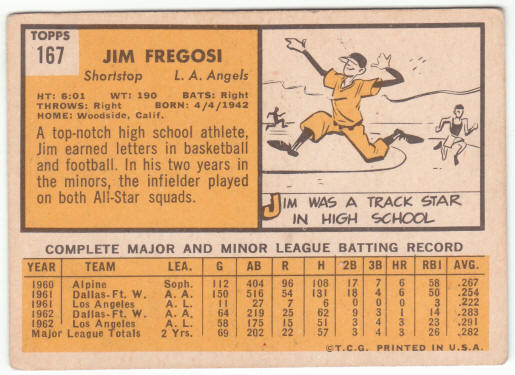 TOPPS
167
JIM FREGOSI
Shortstop L. A. Angels
HT: 6:01 WT: 190 BATS: Right
THROWS: Right BORN: 4/4/1942
HOME: Woodside, Calif.
A top-notch high school athlete,
Jim earned letters in basketball
and football. In his two years in
the minors, the infielder played
on both All-Star squads.
JIM WAS A TRACK STAR
IN HIGH SCHOOL
COMPLETE MAJOR AND MINOR LEAGUE BATTING RECORD
YEAR TEAM LEA. G AB R H 2B 3B HR RBI AVG.
1960 Alpine Soph. 112 404 96 108 17 7 6 58 .267
1961 Dallas-Ft. W. A. A. 150 516 54 131 18 4 6 50 .254
1961 Los Angeles A. L. 11 27 7 6 0 0 0 3 .222
1962 Dallas-Ft. W. A. A. 64 219 25 62 5 3 1 14 .283
1962 Los Angeles A. L. 58 175 15 51 3 4 3 23 .291
Major League Totals 2 Yrs. 69 202 22 57 3 4 3 26 .282
©T.C.G. PRINTED IN U.S.A.